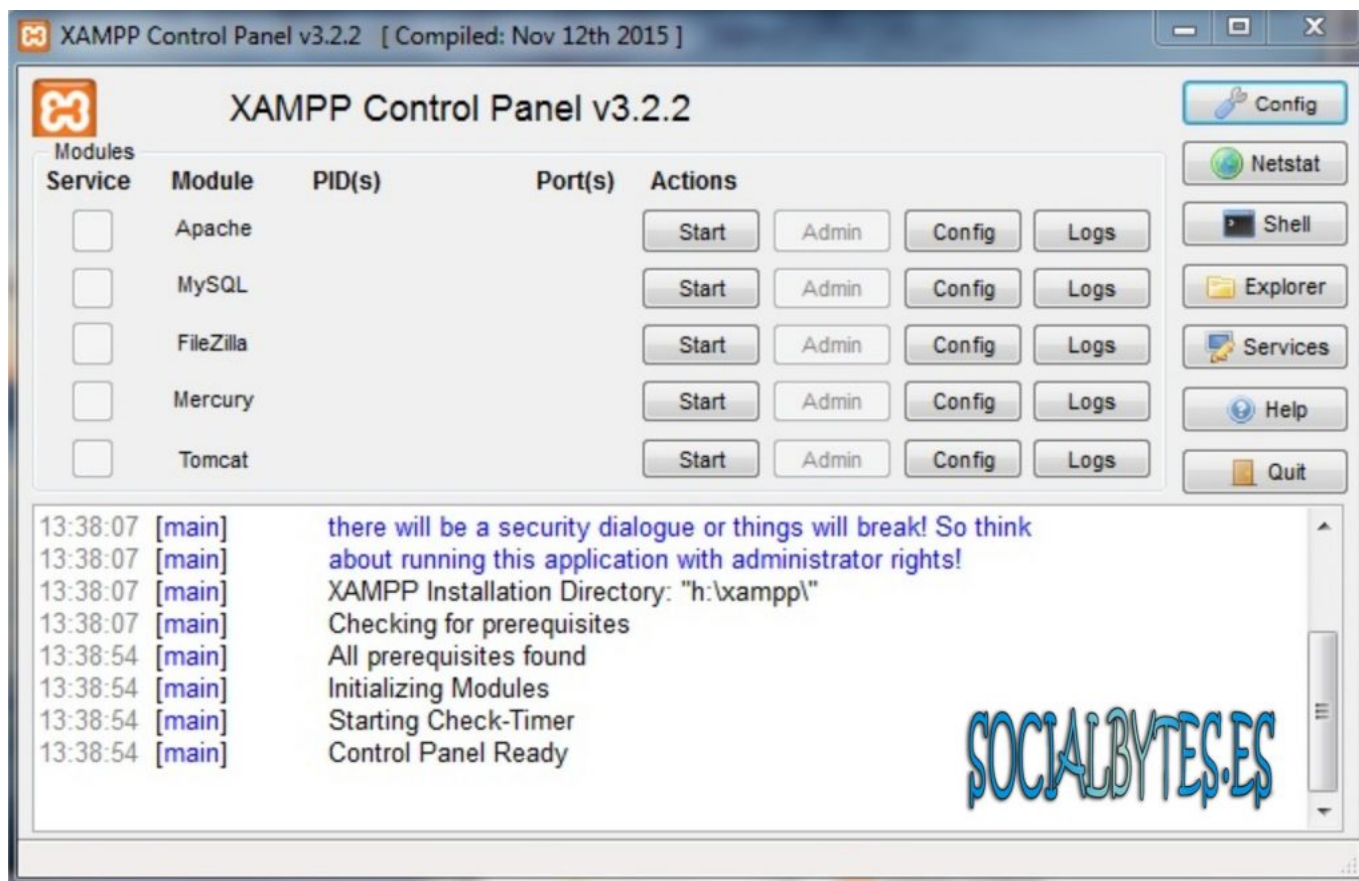 XAMPP Control Panel v3.2.2 [ Compiled: Nov 12th 2015 ]
XAMPP Control Panel v3.2.2
Config
Modules
Netstat
Service Module PID(s) Port(s) Actions
Apache Start Admin Config Logs
Shell
MySQL Start Admin Config Logs
Explorer
FileZilla Start Admin Config Logs
Services
Mercury Start Admin Config Logs
Help
Tomcat Start Admin Config Logs
Quit
13:38:07 [main] there will be a security dialogue or things will break! So think
13:38:07 [main] about running this application with administrator rights!
13:38:07 [main] XAMPP Installation Directory: "h:\xampp\"
13:38:07 [main] Checking for prerequisites
13:38:54 [main] All prerequisites found
13:38:54 [main] Initializing Modules
13:38:54 [main] Starting Check-Timer
13:38:54 [main] Control Panel Ready
SOCIALBYTES.ES